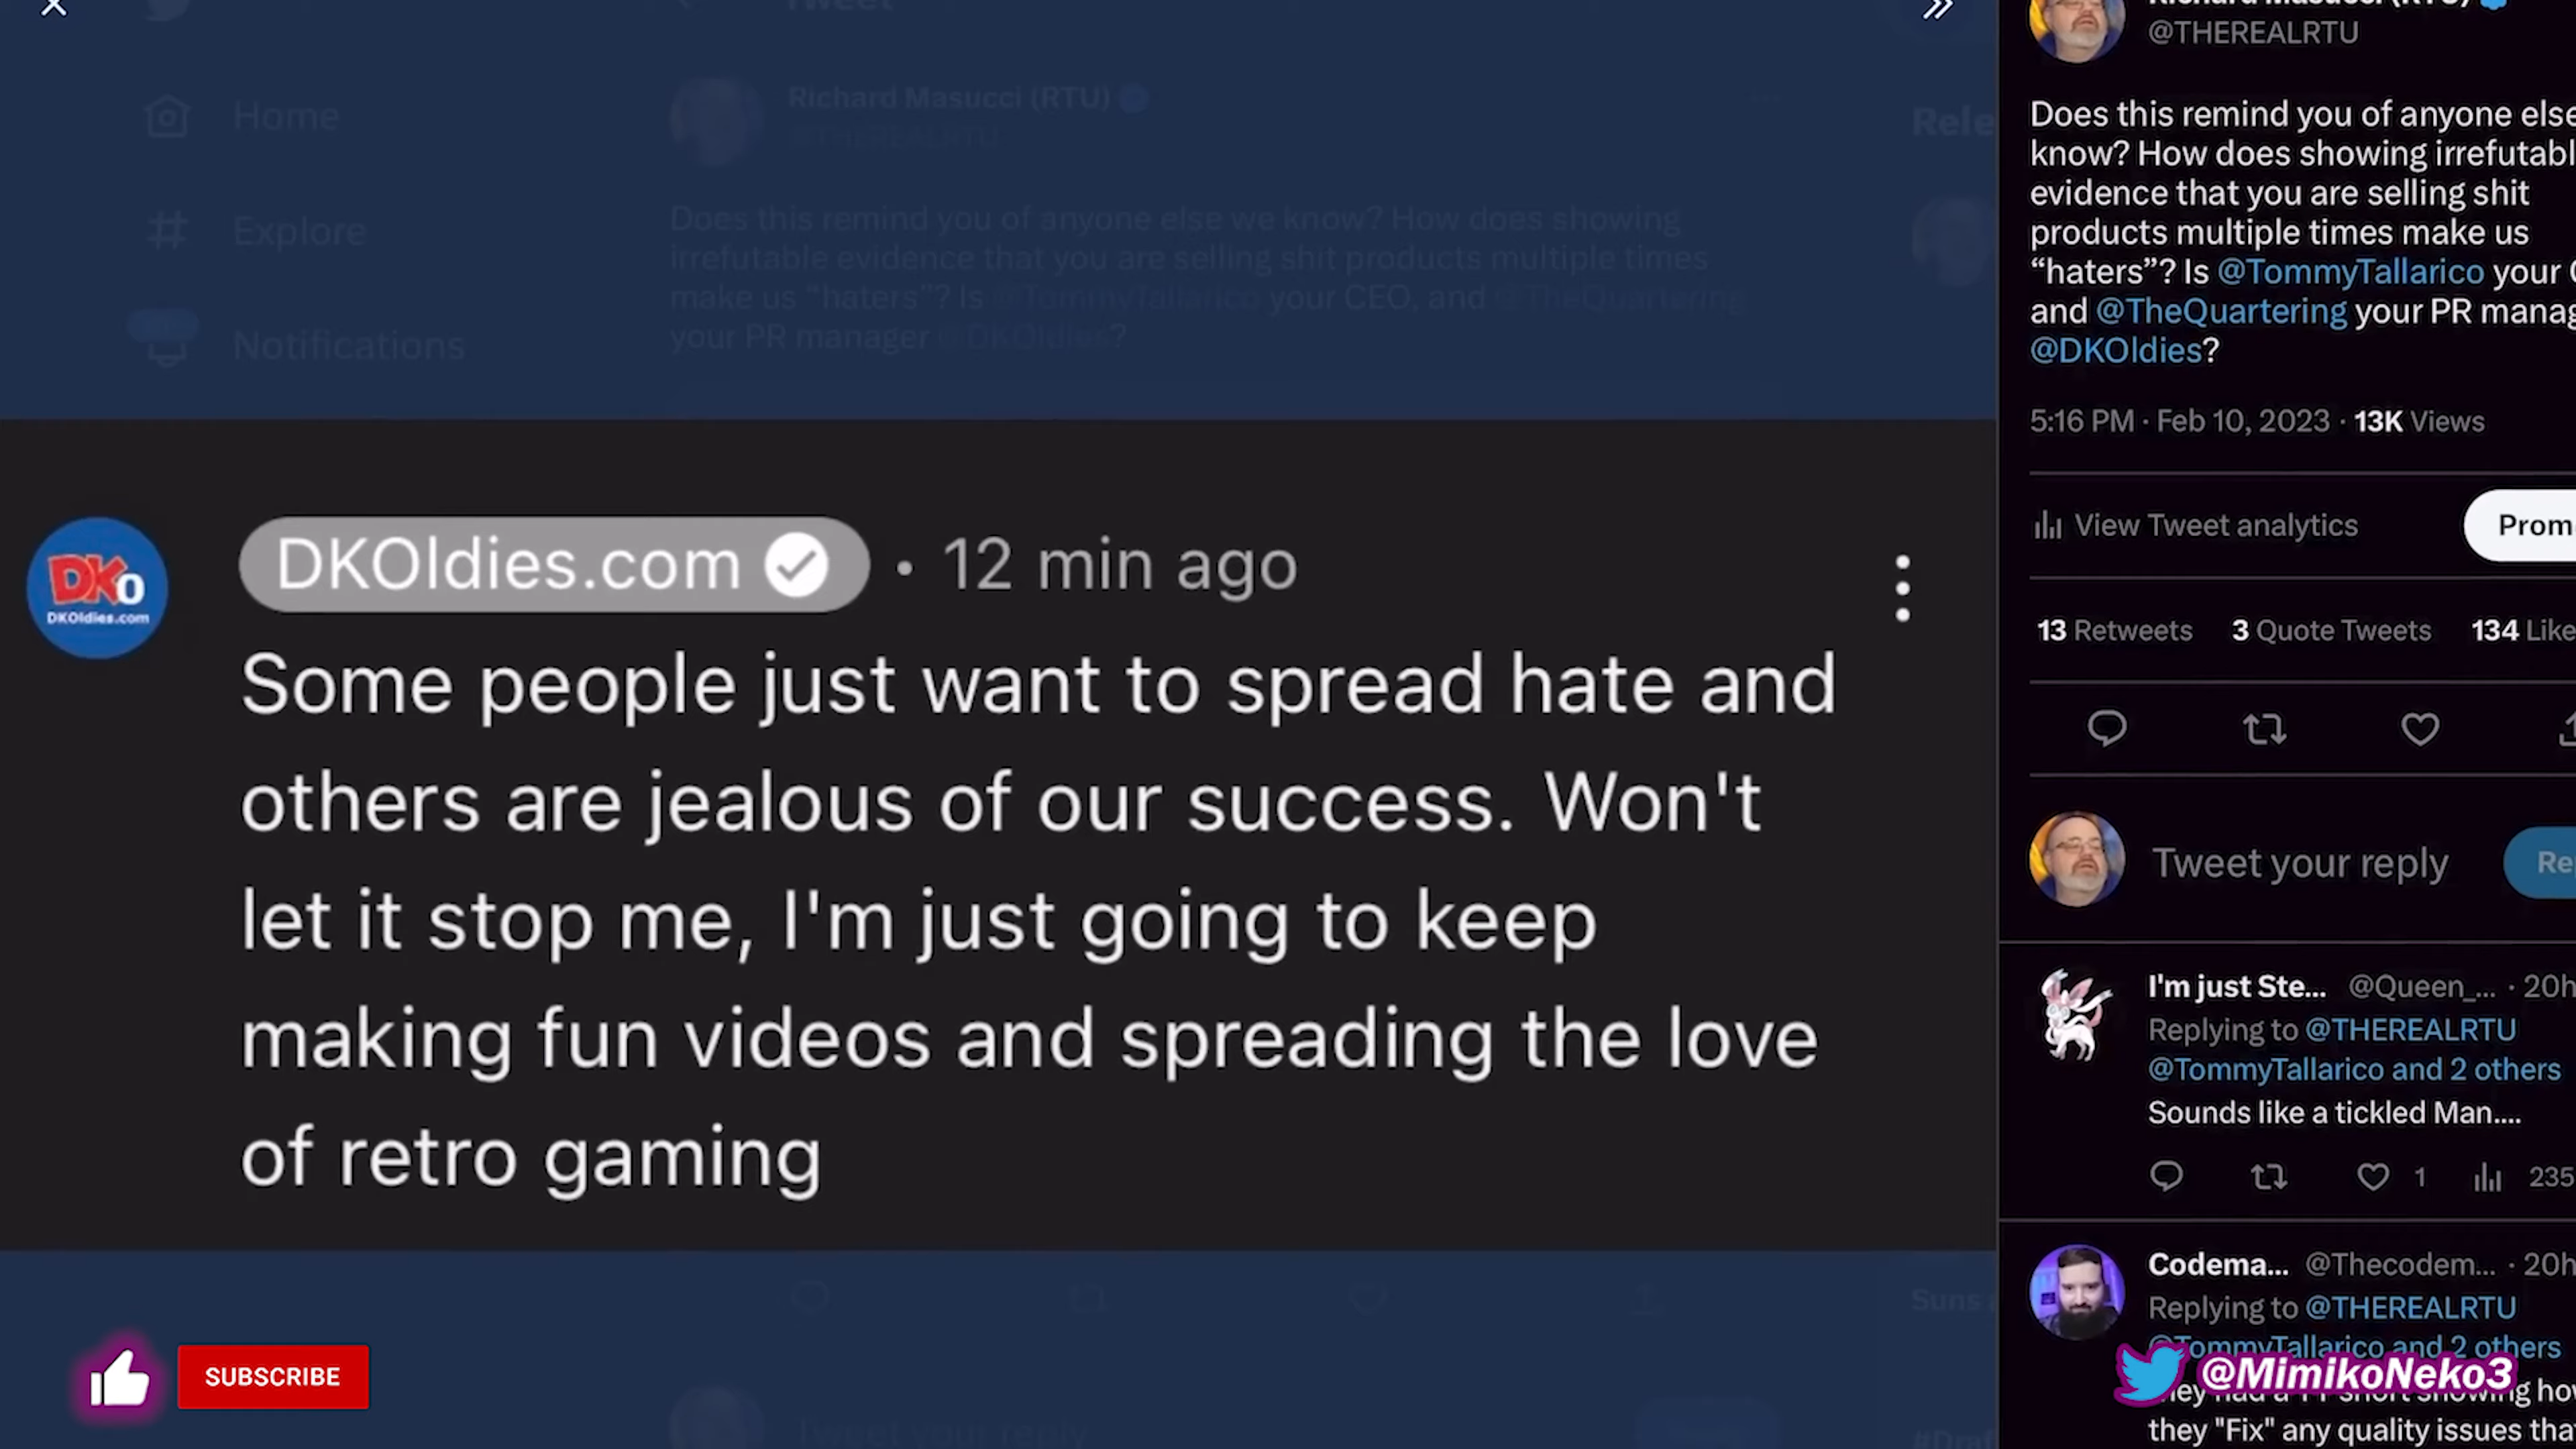 Tweet
Home
Explore
Notifications
Richard Masucci (RTU)
@THEREALRTU
Does this remind you of anyone else we know? How does showing
irrefutable evidence that you are selling shit products multiple times
make us "haters"? Is @TommyTallarico your CEO, and @TheQuartering
your PR manager @DKOldies?
Rele
DKO
DKOldies.com
DKOldies.com • 12 min ago
Some people just want to spread hate and
others are jealous of our success. Won't
let it stop me, I'm just going to keep
making fun videos and spreading the love
of retro gaming
Suns
Tweet your reply
SUBSCRIBE
Richard Masucci (RTU)
@THEREALRTU
Does this remind you of anyone else
know? How does showing irrefutabl
evidence that you are selling shit
products multiple times make us
“haters”? Is @TommyTallarico your
and @TheQuartering your PR manag
@DKOldies?
5:16 PM · Feb 10, 2023 · 13K Views
View Tweet analytics
Prom
13 Retweets 3 Quote Tweets 134 Like
Tweet your reply
Re
I'm just Ste... @Queen_... · 20h
Replying to @THEREALRTU
@TommyTallarico and 2 others
Sounds like a tickled Man....
1 235
Codema... @Thecodem... · 20h
Replying to @THEREALRTU
@TommyTallarico and 2 others
@MimikoNeko3
they "Fix" any quality issues tha